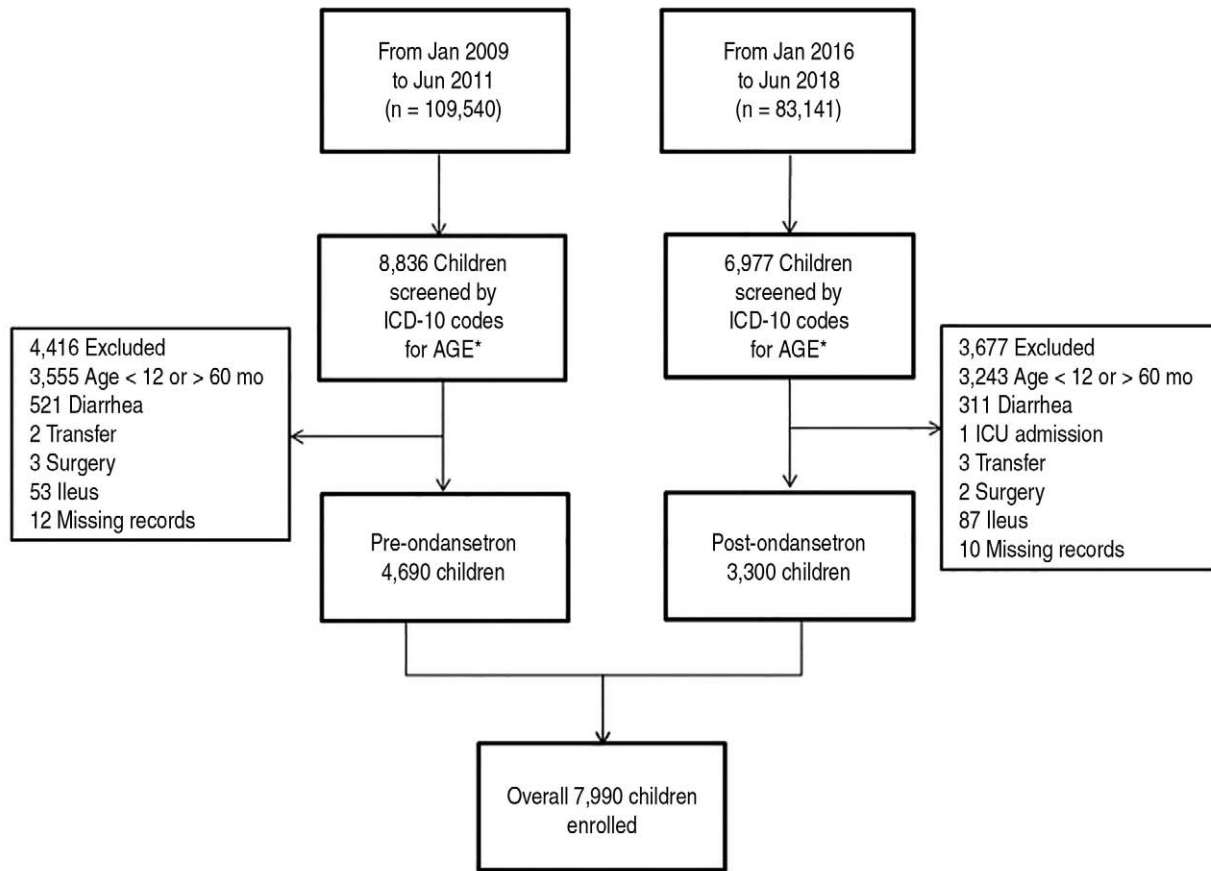 From Jan 2009
to Jun 2011
(n = 109,540)
From Jan 2016
to Jun 2018
(n = 83,141)
8,836 Children
screened by
ICD-10 codes
for AGE*
6,977 Children
screened by
ICD-10 codes
for AGE*
4,416 Excluded
3,555 Age < 12 or > 60 mo
521 Diarrhea
2 Transfer
3 Surgery
53 Ileus
12 Missing records
3,677 Excluded
3,243 Age < 12 or > 60 mo
311 Diarrhea
1 ICU admission
3 Transfer
2 Surgery
87 Ileus
10 Missing records
Pre-ondansetron
4,690 children
Post-ondansetron
3,300 children
Overall 7,990 children
enrolled